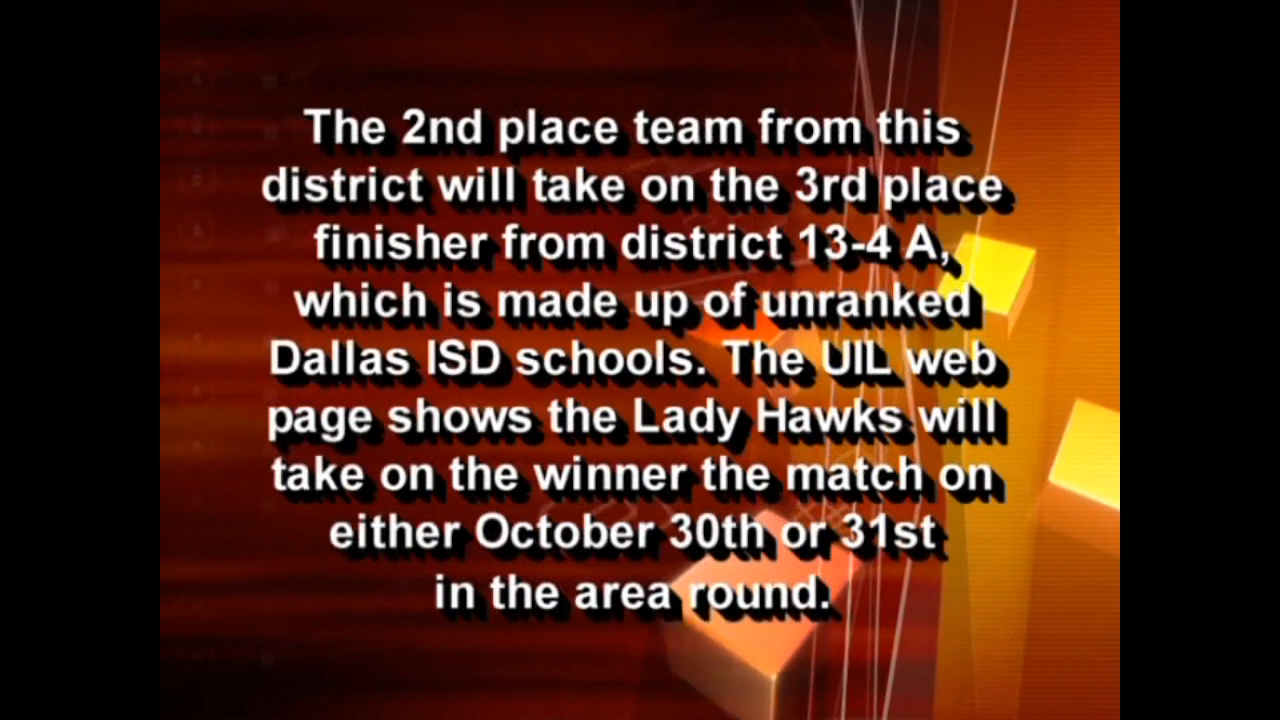 The 2nd place team from this
district will take on the 3rd place
finisher from district 13-4 A,
which is made up of unranked
Dallas ISD schools. The UIL web
page shows the Lady Hawks will
take on the winner the match on
either October 30th or 31st
in the area round.